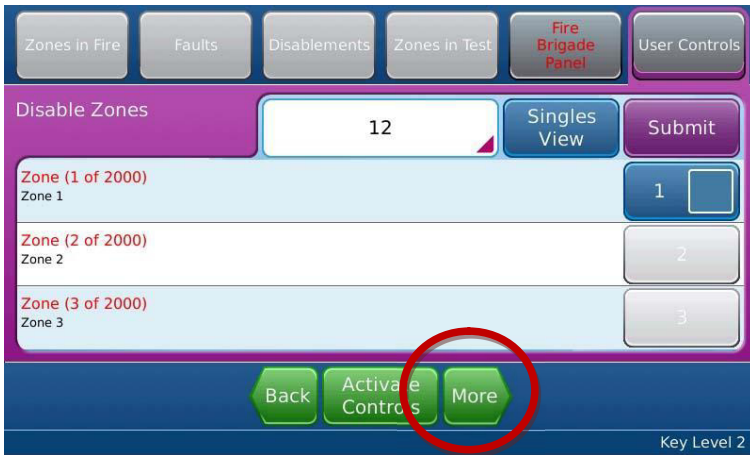 Zones in Fire
Faults
Disablements
Zones in Test
Fire
Brigade
Panel
User Controls
Disable Zones
12
Singles
View
Submit
Zone (1 of 2000)
Zone 1
1
Zone (2 of 2000)
Zone 2
2
Zone (3 of 2000)
Zone 3
3
Back
Activate
Controls
More
Key Level 2